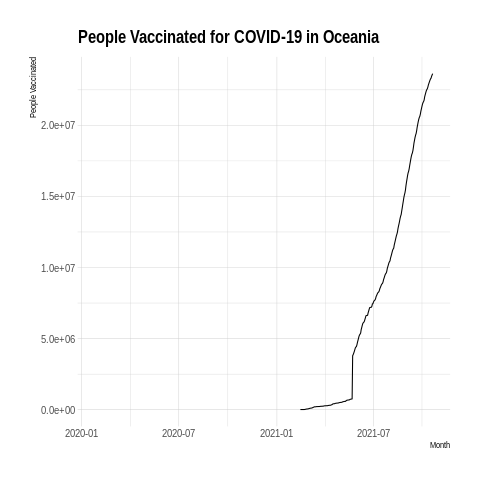 People Vaccinated for COVID-19 in Oceania
People Vaccinated
2.0e+07
1.5e+07
1.0e+07
5.0e+06
0.0e+00
2020-01
2020-07
2021-01
2021-07
Month